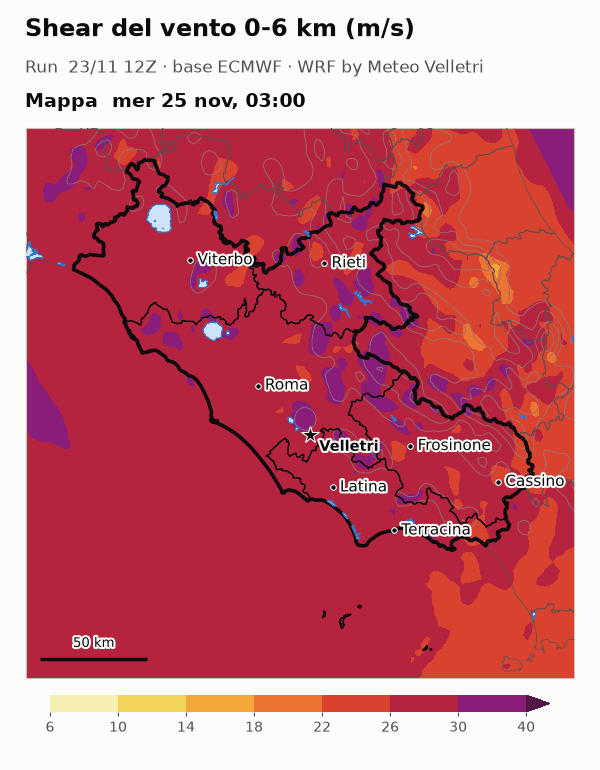 Shear del vento 0-6 km (m/s)
Run 23/11 12Z · base ECMWF · WRF by Meteo Velletri
Mappa mer 25 nov, 03:00
Viterbo
Rieti
Roma
Velletri
Frosinone
Cassino
Latina
Terracina
50 km
6 10 14 18 22 26 30 40